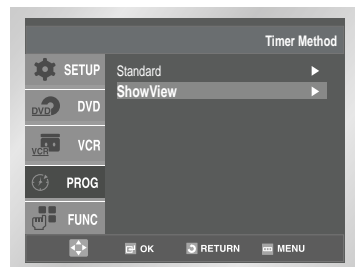 Timer Method
SETUP
Standard
ShowView
DVD DVD
VCR VCR
PROG
FUNC
OK RETURN MENU